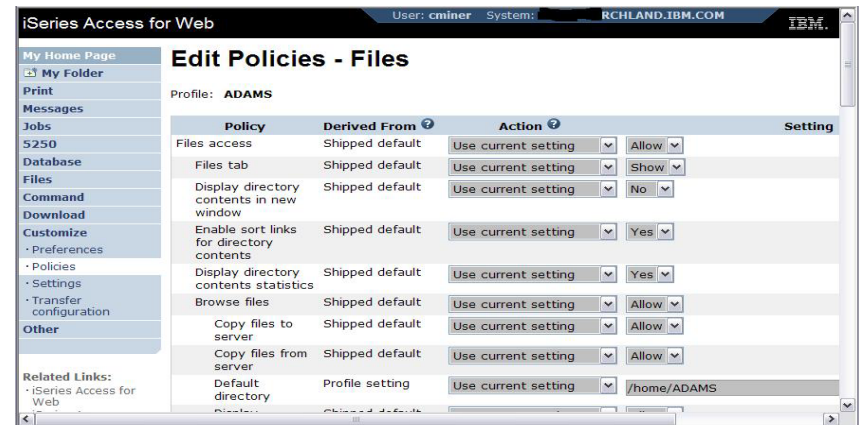 iSeries Access for Web
User: cminer System: RCHLAND.IBM.COM
IBM.
My Home Page
My Folder
Print
Messages
Jobs
5250
Database
Files
Command
Download
Customize
· Preferences
· Policies
· Settings
· Transfer
configuration
Other
Related Links:
· iSeries Access for
Web
Edit Policies - Files
Profile: ADAMS
Policy Derived From ? Action ? Setting
Files access Shipped default Use current setting Allow
Files tab Shipped default Use current setting Show
Display directory
contents in new
window Shipped default Use current setting No
Enable sort links
for directory
contents Shipped default Use current setting Yes
Display directory
contents statistics Shipped default Use current setting Yes
Browse files Shipped default Use current setting Allow
Copy files to
server Shipped default Use current setting Allow
Copy files from
server Shipped default Use current setting Allow
Default
directory Profile setting Use current setting /home/ADAMS